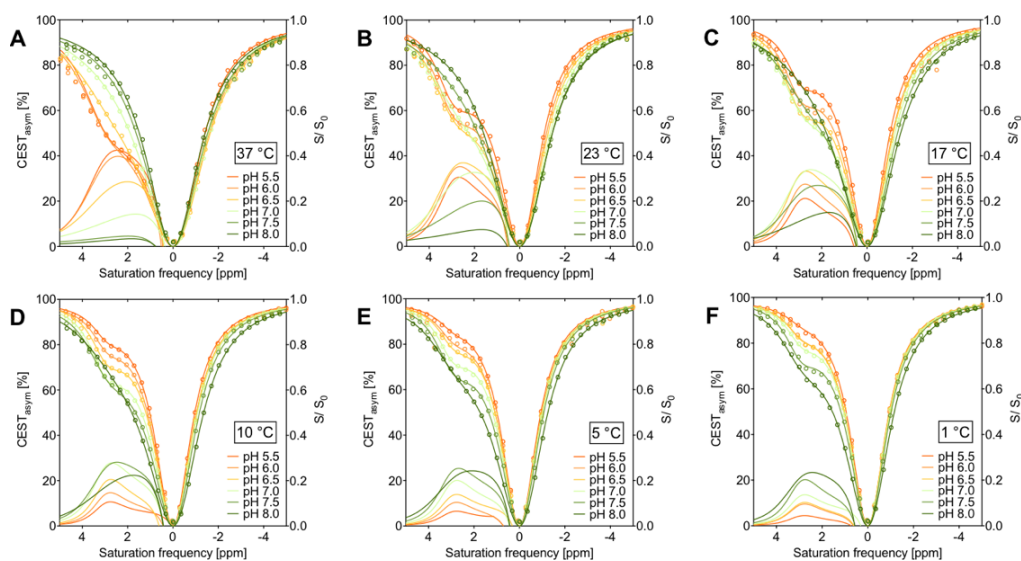 A
B
C
100
80
60
40
20
0
CESTasym [%]
1.0
0.8
0.6
0.4
0.2
0.0
S/ S0
37 °C
pH 5.5
pH 6.0
pH 6.5
pH 7.0
pH 7.5
pH 8.0
4 2 0 -2 -4
Saturation frequency [ppm]
100
80
60
40
20
0
CESTasym [%]
1.0
0.8
0.6
0.4
0.2
0.0
S/ S0
23 °C
pH 5.5
pH 6.0
pH 6.5
pH 7.0
pH 7.5
pH 8.0
4 2 0 -2 -4
Saturation frequency [ppm]
100
80
60
40
20
0
CESTasym [%]
1.0
0.8
0.6
0.4
0.2
0.0
S/ S0
17 °C
pH 5.5
pH 6.0
pH 6.5
pH 7.0
pH 7.5
pH 8.0
4 2 0 -2 -4
Saturation frequency [ppm]
D
E
F
100
80
60
40
20
0
CESTasym [%]
1.0
0.8
0.6
0.4
0.2
0.0
S/ S0
10 °C
pH 5.5
pH 6.0
pH 6.5
pH 7.0
pH 7.5
pH 8.0
4 2 0 -2 -4
Saturation frequency [ppm]
100
80
60
40
20
0
CESTasym [%]
1.0
0.8
0.6
0.4
0.2
0.0
S/ S0
5 °C
pH 5.5
pH 6.0
pH 6.5
pH 7.0
pH 7.5
pH 8.0
4 2 0 -2 -4
Saturation frequency [ppm]
100
80
60
40
20
0
CESTasym [%]
1.0
0.8
0.6
0.4
0.2
0.0
S/ S0
1 °C
pH 5.5
pH 6.0
pH 6.5
pH 7.0
pH 7.5
pH 8.0
4 2 0 -2 -4
Saturation frequency [ppm]